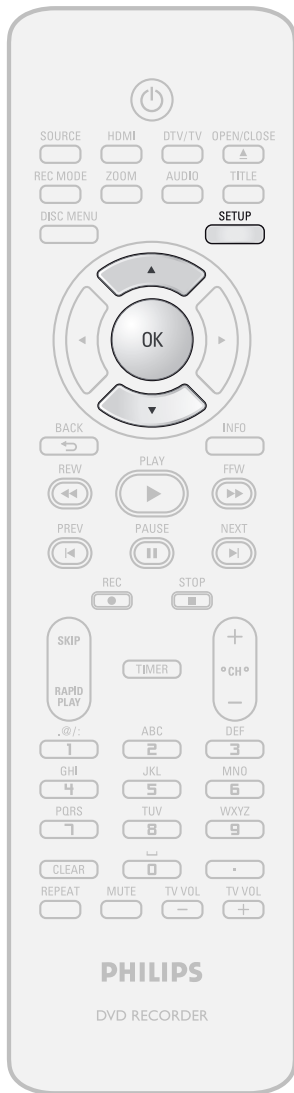 SOURCE HDMI DTV/TV OPEN/CLOSE
REC MODE ZOOM AUDIO TITLE
DISC MENU SETUP
OK
BACK INFO
REW PLAY FFW
PREV PAUSE NEXT
REC STOP
SKIP +
TIMER CH
RAPID
PLAY −
.@/: ABC DEF
1 2 3
GHI JKL MNO
4 5 6
PQRS TUV WXYZ
7 8 9
CLEAR 0 .
REPEAT MUTE TV VOL TV VOL
− +
PHILIPS
DVD RECORDER